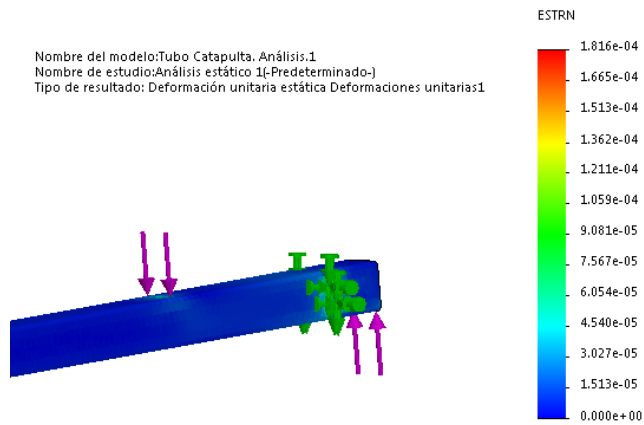 ESTRN
Nombre del modelo:Tubo Catapulta. Análisis.1
Nombre de estudio:Análisis estático 1(-Predeterminado-)
Tipo de resultado: Deformación unitaria estática Deformaciones unitarias1
1.816e-04
1.665e-04
1.513e-04
1.362e-04
1.211e-04
1.059e-04
9.081e-05
7.567e-05
6.054e-05
4.540e-05
3.027e-05
1.513e-05
0.000e+00